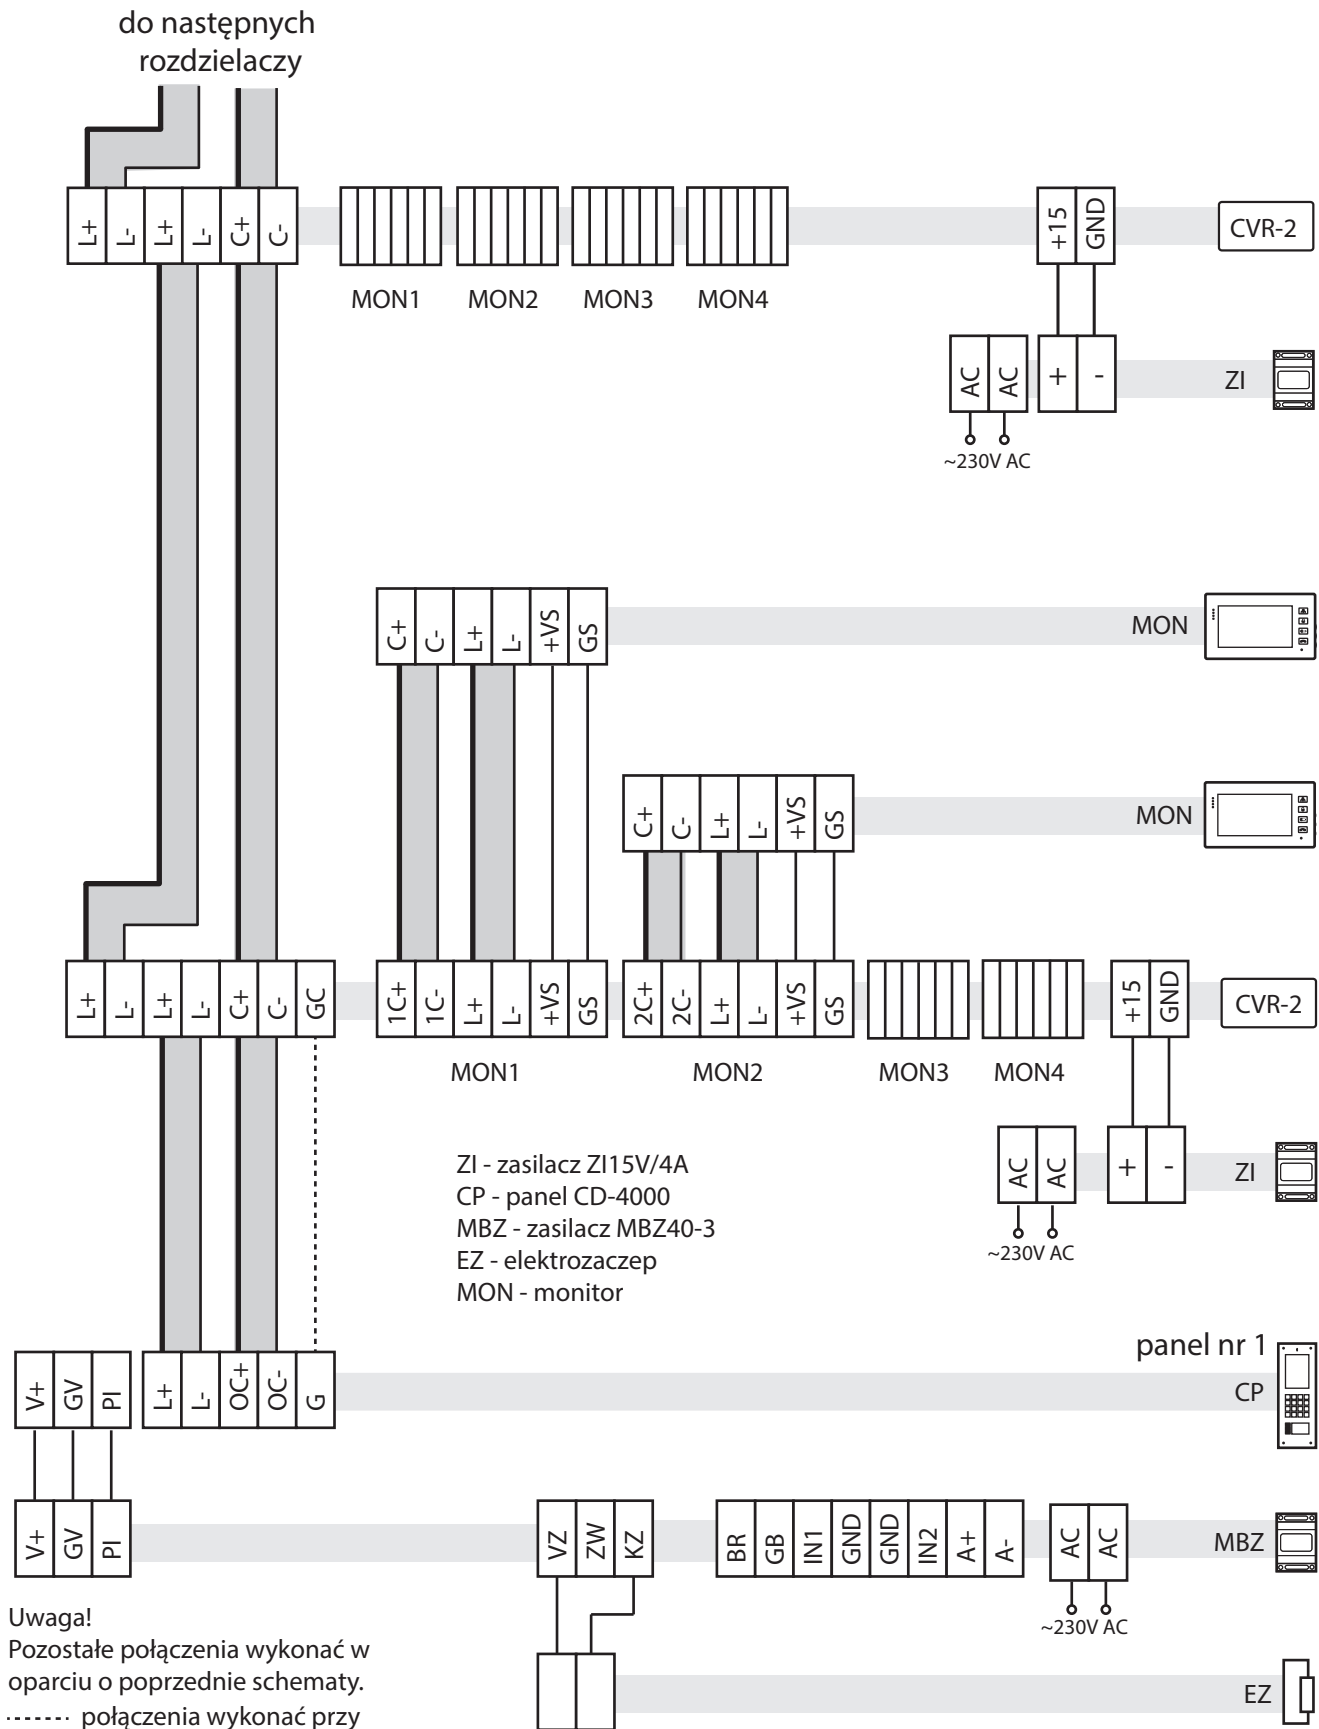 do następnych
rozdzielaczy
L+ L- L+ L- C+ C-
+15 GND
CVR-2
MON1 MON2 MON3 MON4
AC AC + -
ZI
~230V AC
C+ C- L+ L- +VS GS
MON
C+ C- L+ L- +VS GS
MON
L+ L- L+ L- C+ C- GC
1C+ 1C- L+ L- +VS GS
2C+ 2C- L+ L- +VS GS
+15 GND
CVR-2
MON1 MON2 MON3 MON4
AC AC + -
ZI
~230V AC
ZI - zasilacz ZI15V/4A
CP - panel CD-4000
MBZ - zasilacz MBZ40-3
EZ - elektrozaczep
MON - monitor
panel nr 1
V+ GV PI
L+ L- OC+ OC- G
CP
V+ GV PI
VZ ZW KZ
BR GB IN1 GND GND IN2 A+ A-
AC AC
MBZ
~230V AC
Uwaga!
Pozostałe połączenia wykonać w
oparciu o poprzednie schematy.
------- połączenia wykonać przy
EZ